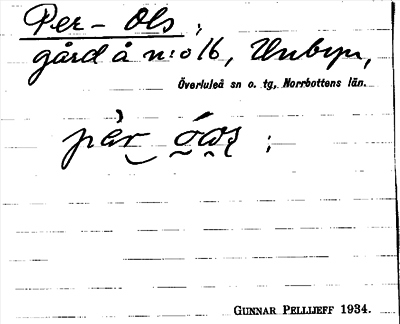 Per - Ols ;
gård å n:o 16, Unbyn,
Överluleå sn o. tg, Norrbottens län.
GUNNAR PELLIJEFF 1934.